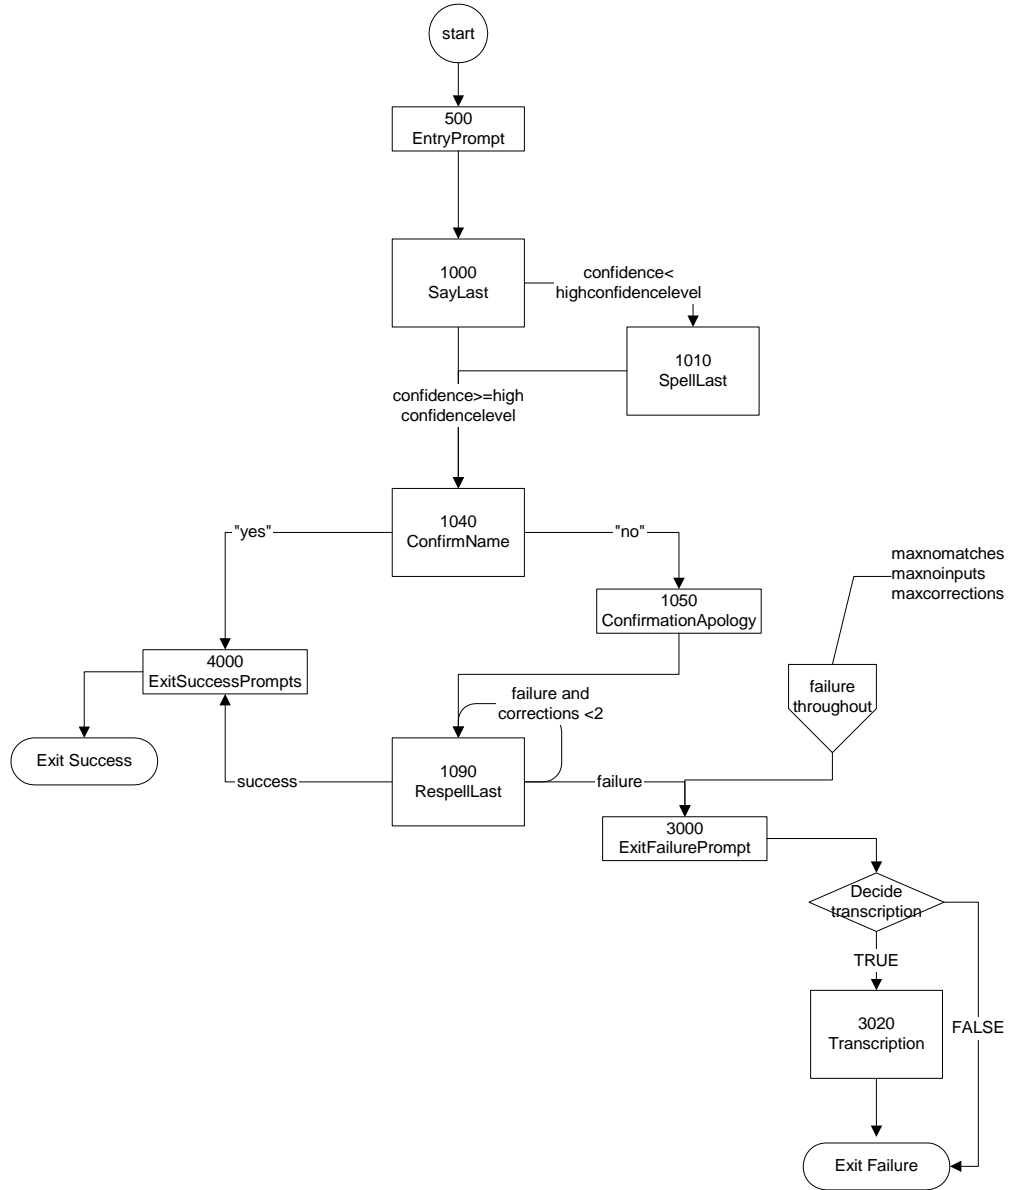 start
500
EntryPrompt
1000
SayLast
confidence<
highconfidencelevel
1010
SpellLast
confidence>=high
confidencelevel
1040
ConfirmName
"yes"
"no"
maxnomatches
maxnoinputs
maxcorrections
1050
ConfirmationApology
4000
ExitSuccessPrompts
failure
throughout
failure and
corrections <2
Exit Success
1090
RespellLast
success
failure
3000
ExitFailurePrompt
Decide
transcription
TRUE
3020
Transcription
FALSE
Exit Failure